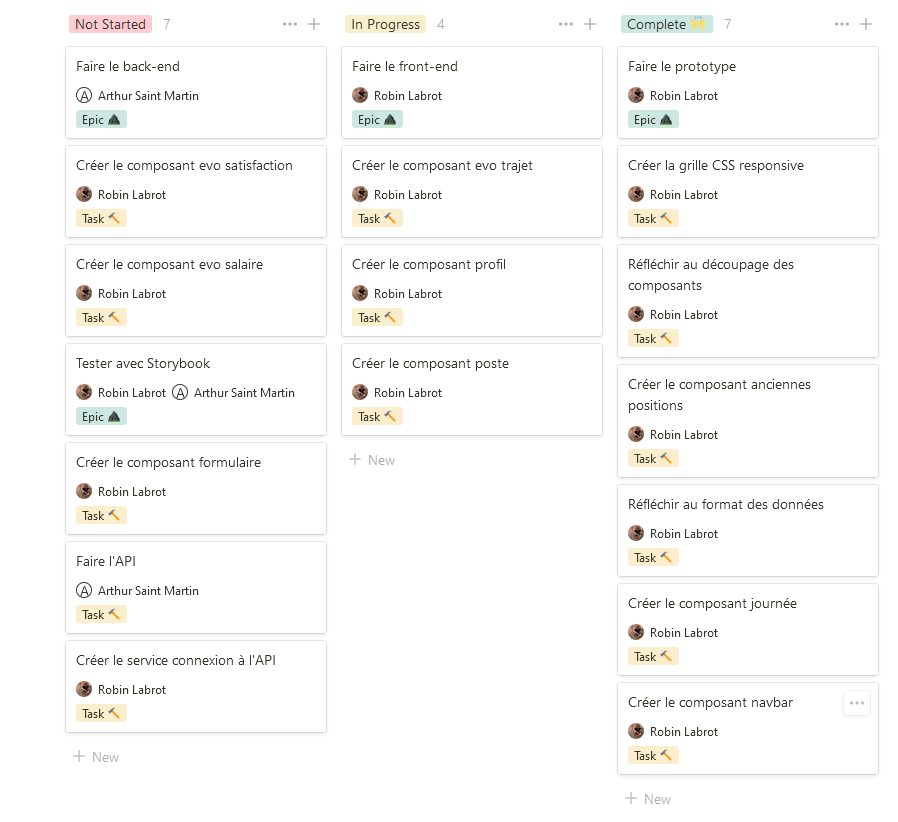 Not Started 7
Faire le back-end
A Arthur Saint Martin
Epic
Créer le composant evo satisfaction
Robin Labrot
Task
Créer le composant evo salaire
Robin Labrot
Task
Tester avec Storybook
Robin Labrot A Arthur Saint Martin
Epic
Créer le composant formulaire
Robin Labrot
Task
Faire l'API
A Arthur Saint Martin
Task
Créer le service connexion à l'API
Robin Labrot
Task
+ New
In Progress 4
Faire le front-end
Robin Labrot
Epic
Créer le composant evo trajet
Robin Labrot
Task
Créer le composant profil
Robin Labrot
Task
Créer le composant poste
Robin Labrot
Task
+ New
Complete 🙌 7
Faire le prototype
Robin Labrot
Epic
Créer la grille CSS responsive
Robin Labrot
Task
Réfléchir au découpage des
composants
Robin Labrot
Task
Créer le composant anciennes
positions
Robin Labrot
Task
Réfléchir au format des données
Robin Labrot
Task
Créer le composant journée
Robin Labrot
Task
Créer le composant navbar
Robin Labrot
Task
+ New